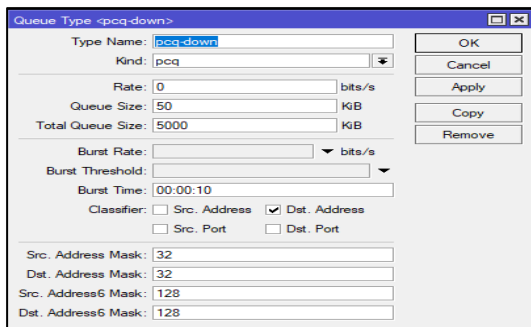 Queue Type <pcq-down>
Type Name: pcq-down
OK
Kind: pcq
Cancel
Rate: 0 bits/s
Apply
Queue Size: 50 KiB
Copy
Total Queue Size: 5000 KiB
Remove
Burst Rate: bits/s
Burst Threshold:
Burst Time: 00:00:10
Classifier: Src. Address Dst. Address
Src. Port Dst. Port
Src. Address Mask: 32
Dst. Address Mask: 32
Src. Address6 Mask: 128
Dst. Address6 Mask: 128